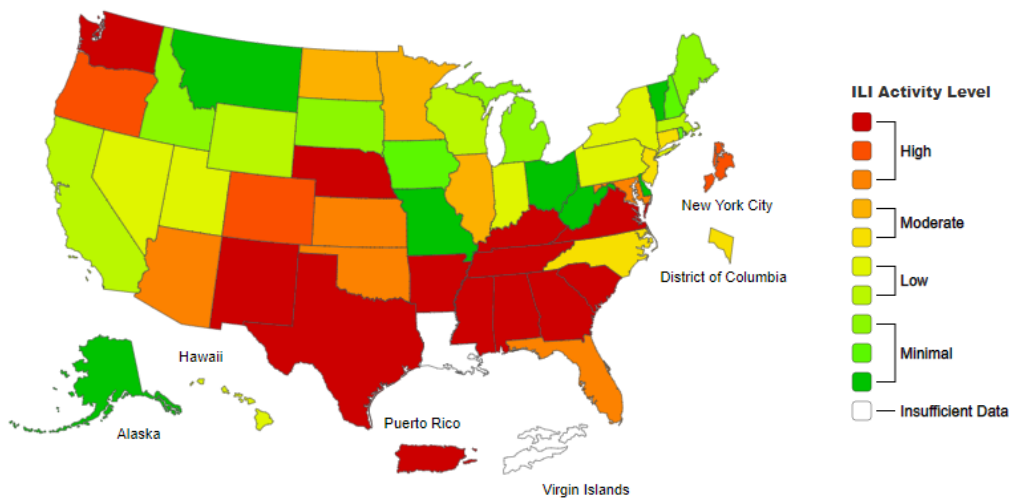 ILI Activity Level
High
Moderate
Low
Minimal
Insufficient Data
New York City
District of Columbia
Hawaii
Alaska
Puerto Rico
Virgin Islands